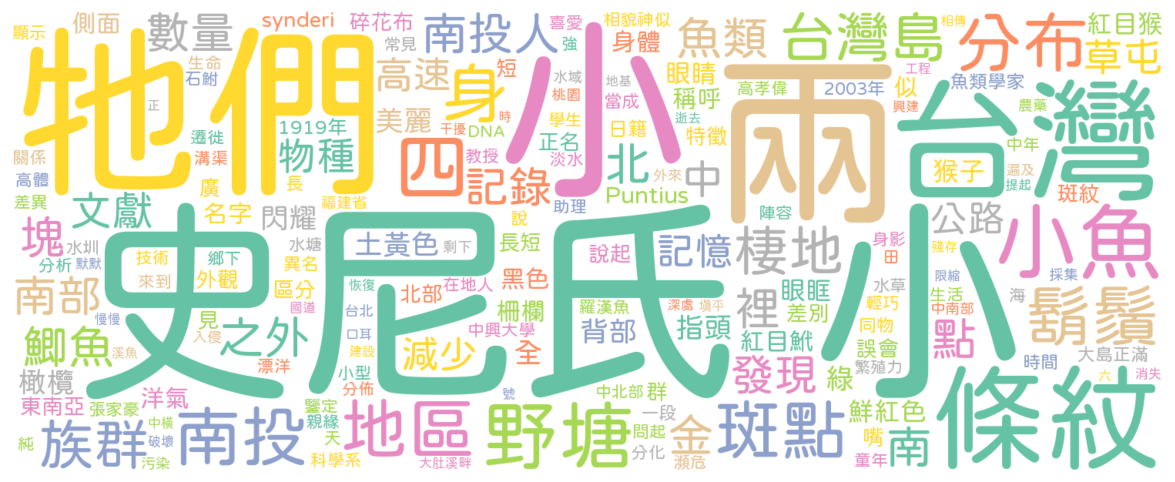 顯示 側面 數量 synderi 碎花布 南投人 喜愛 相貌神似 魚類 台灣島 相傳 分布 紅目猴
牠們 生命 石鮒 正 高速 常見 身 短 強 小 身體 眼睛 兩 高孝偉 2003年 工程 似 魚類學家 草屯
遷徙 1919年 美麗 干擾 時 水域 地基 當成 稱呼 台灣 興建 農藥
關係 溝渠 物種 四 教授 DNA 桃園 學生 逝去 日籍 特徵 中年
高體 廣 長 記錄 淡水 正名 北 外來 中 猴子 遍及 提起
差異 文獻 名字 閃耀 福建省 說 助理 Puntius 陣容 斑紋
塊 水圳 史尼氏小 土黃色 剩下 長短 說起 記憶 棲地 公路 身影 田 小魚
分析 默默 技術 鄉下 水塘 異名 來到 外觀 區分 在地人 黑色 裡 點 碟存 限縮 採集
南部 國道 恢復 北部 柵欄 羅漢魚 深處 塡平 眼眶 水草 輕巧 生活 海 中南部 鬍鬚
慢慢 見 台北 中興大學 背部 指頭 差別 同物
鯽魚 入侵 之外 口耳 減少 全 紅目鮘 綠 誤會 時間 大島正滿
溪魚 漂洋 建設 小型 分佈 發現 繁殖力 條紋 六 消失
橄欖 東南亞 張家豪 洋氣 鑒定 親緣 號 中北部 群 一段 鮮紅色
純 中橫 族群 破壞 污染 南投 天 科學系 地區 大肚溪畔 野塘 問起 分化 金 瀕危 斑點 嘴 童年 南